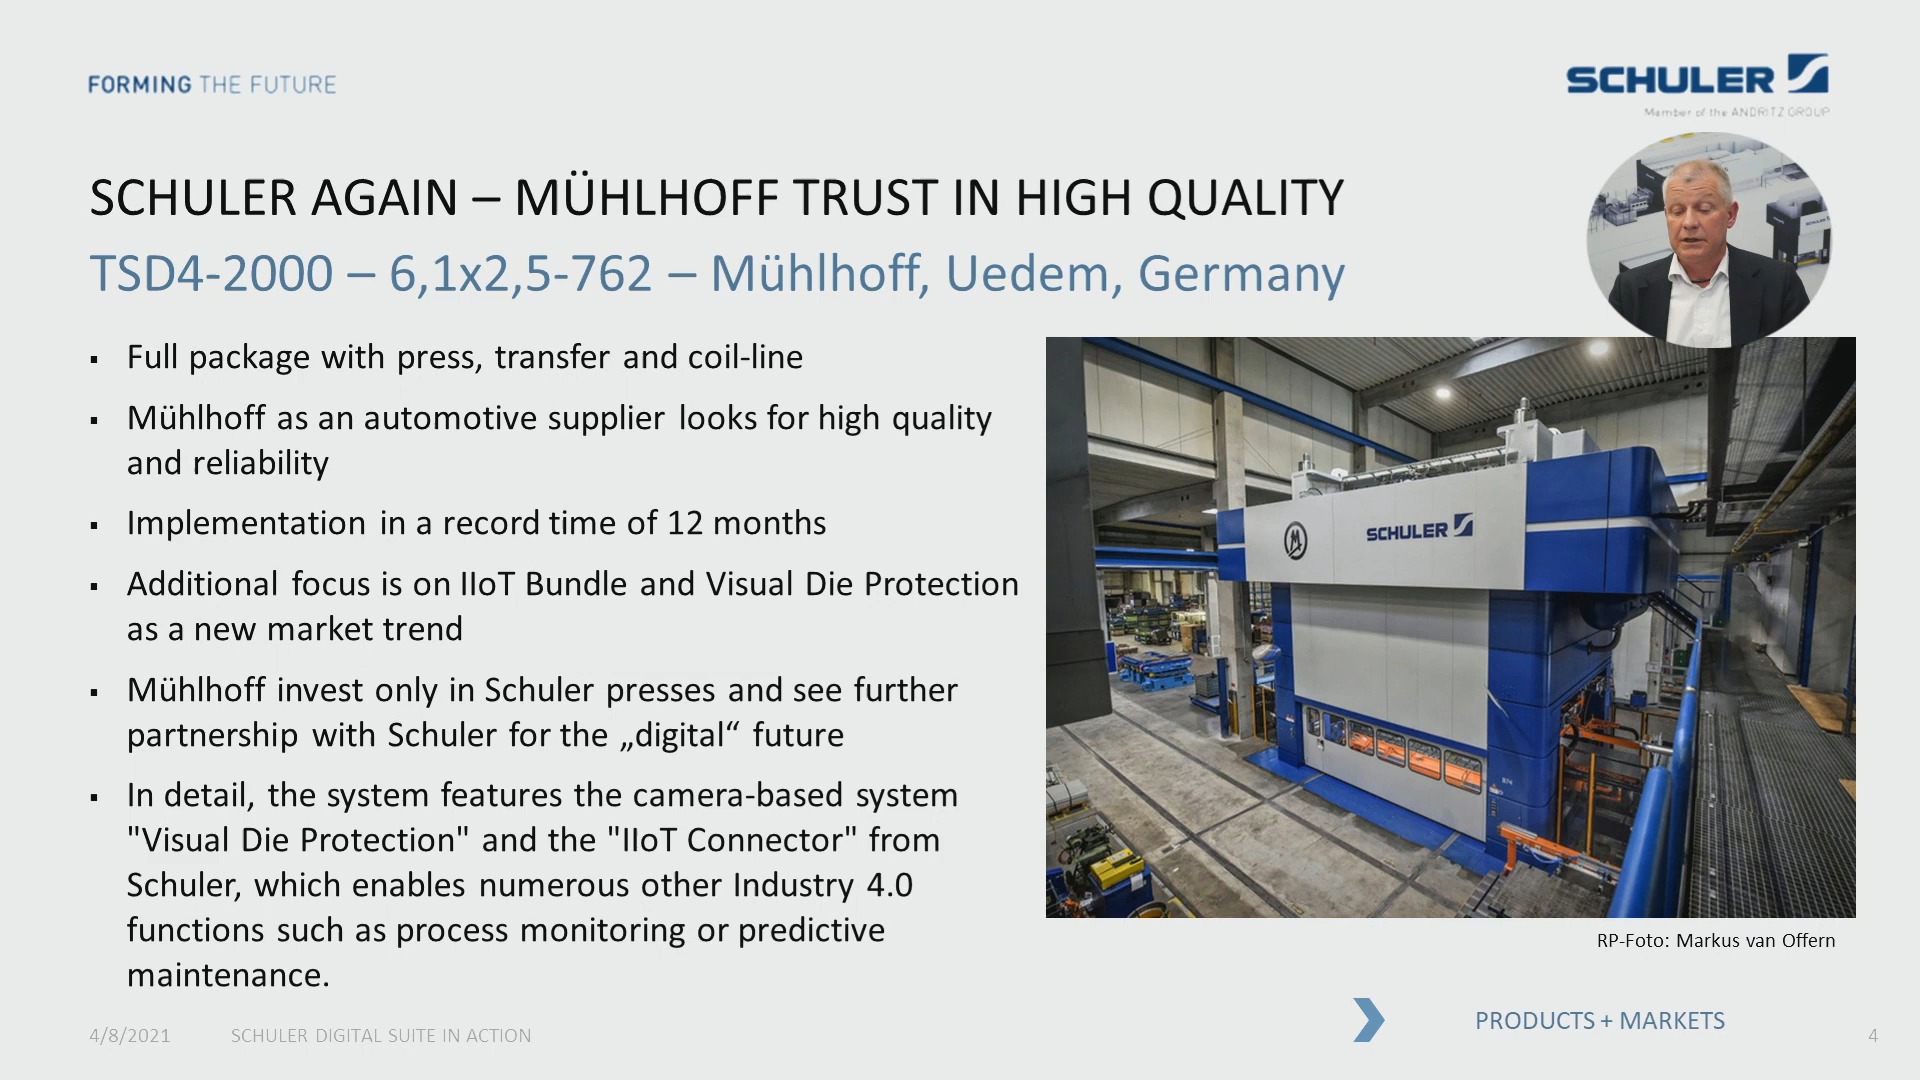 FORMING THE FUTURE
SCHULER
Member of the ANDRITZ GROUP
SCHULER AGAIN – MÜHLHOFF TRUST IN HIGH QUALITY
TSD4-2000 – 6,1x2,5-762 – Mühlhoff, Uedem, Germany
▪ Full package with press, transfer and coil-line
▪ Mühlhoff as an automotive supplier looks for high quality
and reliability
▪ Implementation in a record time of 12 months
▪ Additional focus is on IIoT Bundle and Visual Die Protection
as a new market trend
▪ Mühlhoff invest only in Schuler presses and see further
partnership with Schuler for the „digital“ future
▪ In detail, the system features the camera-based system
"Visual Die Protection" and the "IIoT Connector" from
Schuler, which enables numerous other Industry 4.0
functions such as process monitoring or predictive
maintenance.
SCHULER
SCHULER
RP-Foto: Markus van Offern
PRODUCTS + MARKETS
4/8/2021
SCHULER DIGITAL SUITE IN ACTION
4